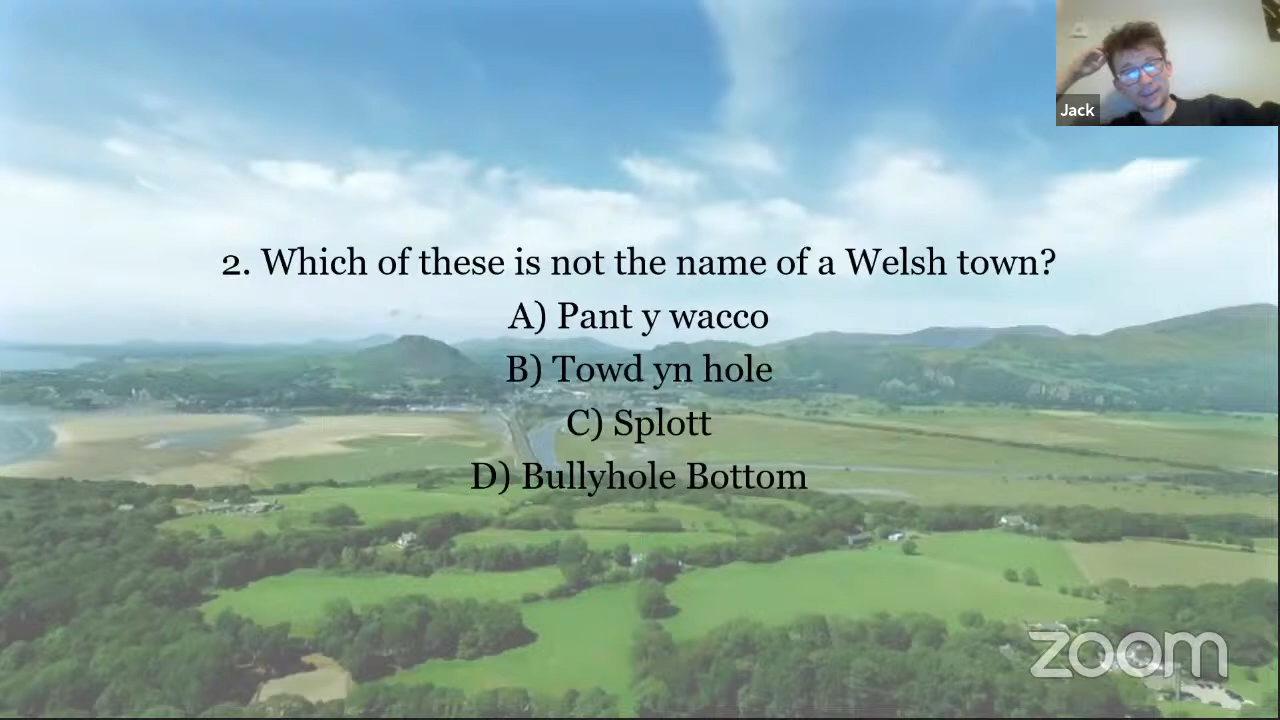 Jack
2. Which of these is not the name of a Welsh town?
A) Pant y wacco
B) Towd yn hole
C) Splott
D) Bullyhole Bottom
zoom